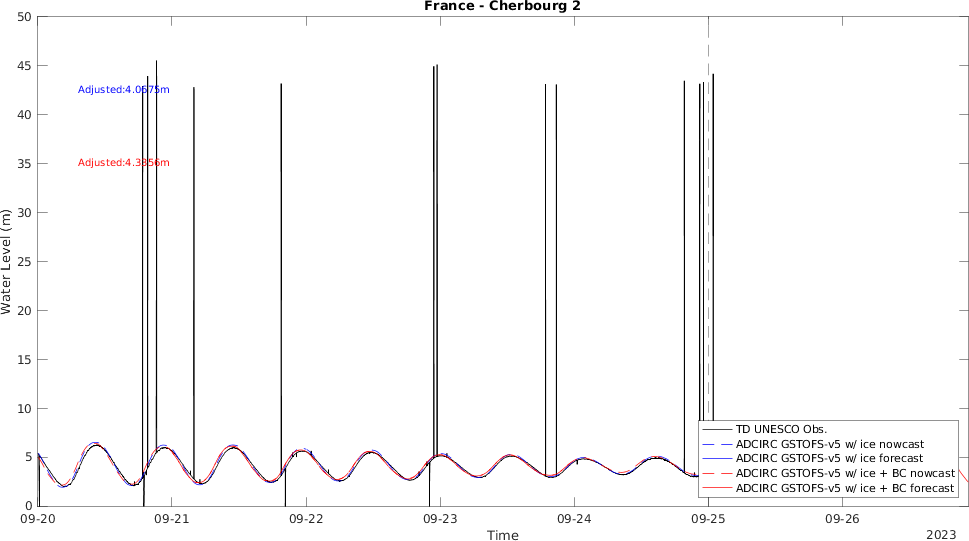 France - Cherbourg 2
50
45
40
35
30
25
20
15
10
5
0
Water Level (m)
Adjusted:4.0675m
Adjusted:4.3356m
TD UNESCO Obs.
ADCIRC GSTOFS-v5 w/ ice nowcast
ADCIRC GSTOFS-v5 w/ ice forecast
ADCIRC GSTOFS-v5 w/ ice + BC nowcast
ADCIRC GSTOFS-v5 w/ ice + BC forecast
09-20
09-21
09-22
09-23
09-24
09-25
09-26
Time
2023